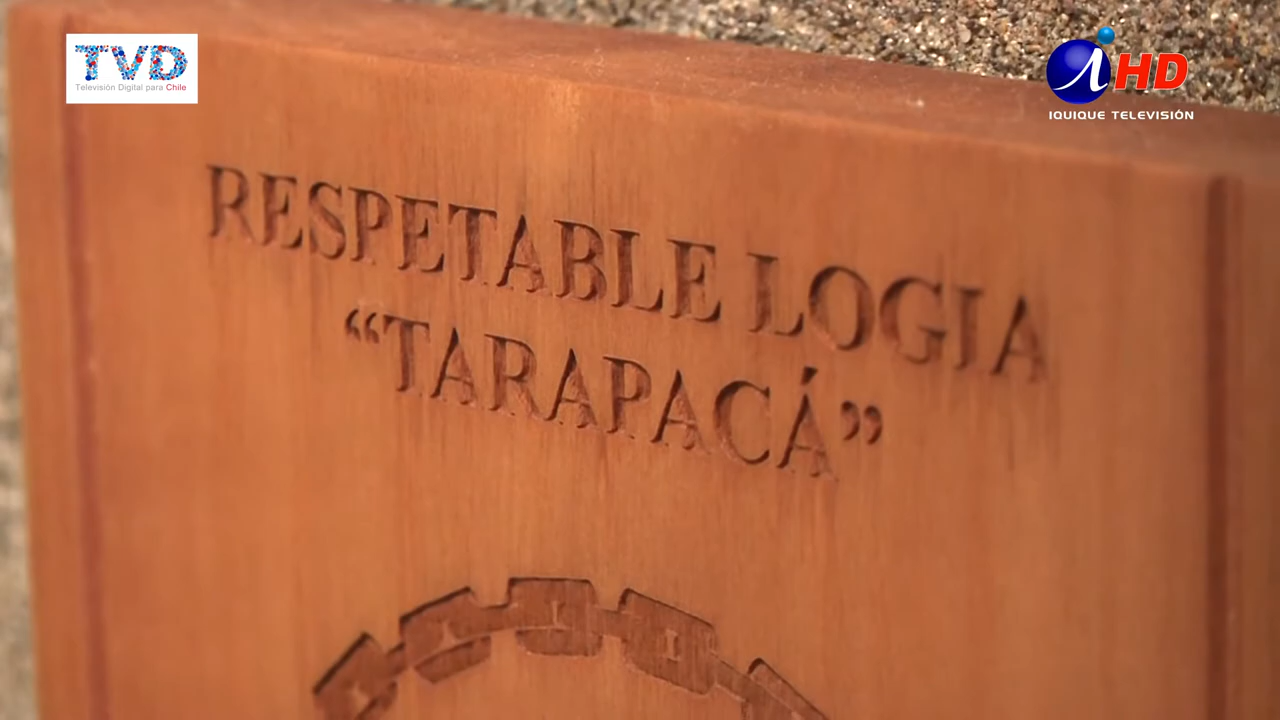 TVD
Televisión Digital para Chile
HD
IQUIQUE TELEVISIÓN
RESPETABLE LOGIA
“TARAPACÁ”